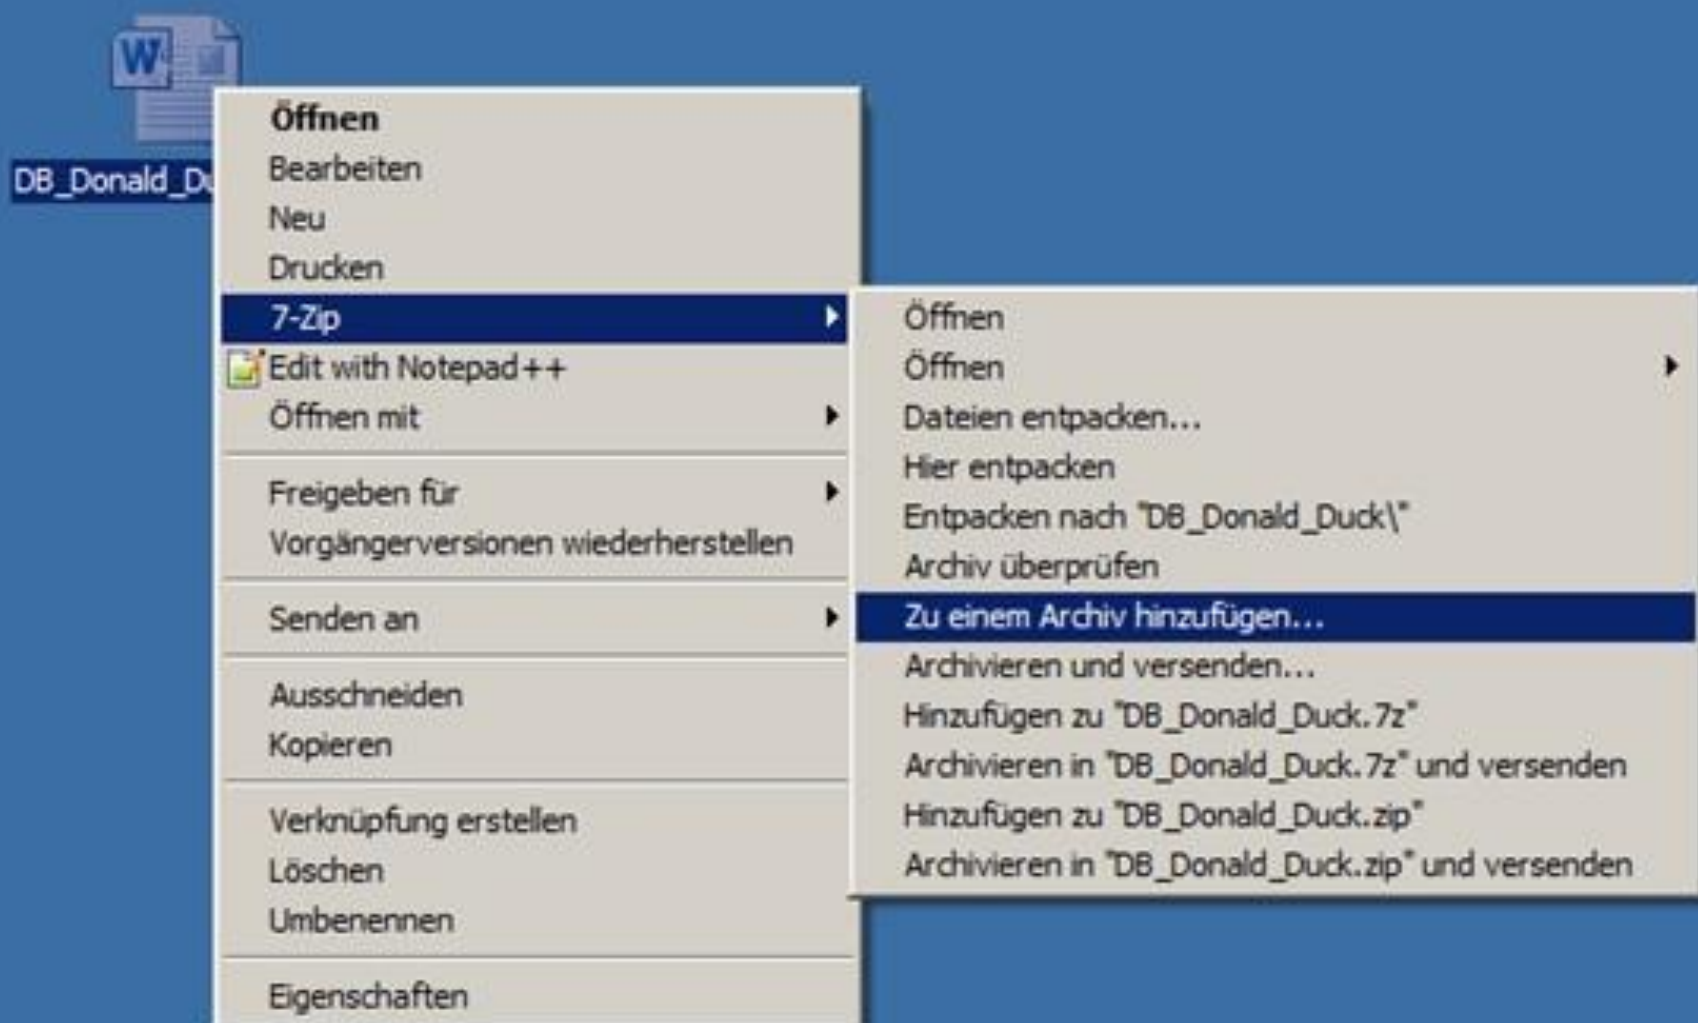 W
DB_Donald_Du
Öffnen
Bearbeiten
Neu
Drucken
7-Zip
Edit with Notepad++
Öffnen mit
Freigeben für
Vorgängerversionen wiederherstellen
Senden an
Ausschneiden
Kopieren
Verknüpfung erstellen
Löschen
Umbenennen
Eigenschaften
Öffnen
Öffnen
Dateien entpacken...
Hier entpacken
Entpacken nach "DB_Donald_Duck\"
Archiv überprüfen
Zu einem Archiv hinzufügen...
Archivieren und versenden...
Hinzufügen zu "DB_Donald_Duck.7z"
Archivieren in "DB_Donald_Duck.7z" und versenden
Hinzufügen zu "DB_Donald_Duck.zip"
Archivieren in "DB_Donald_Duck.zip" und versenden